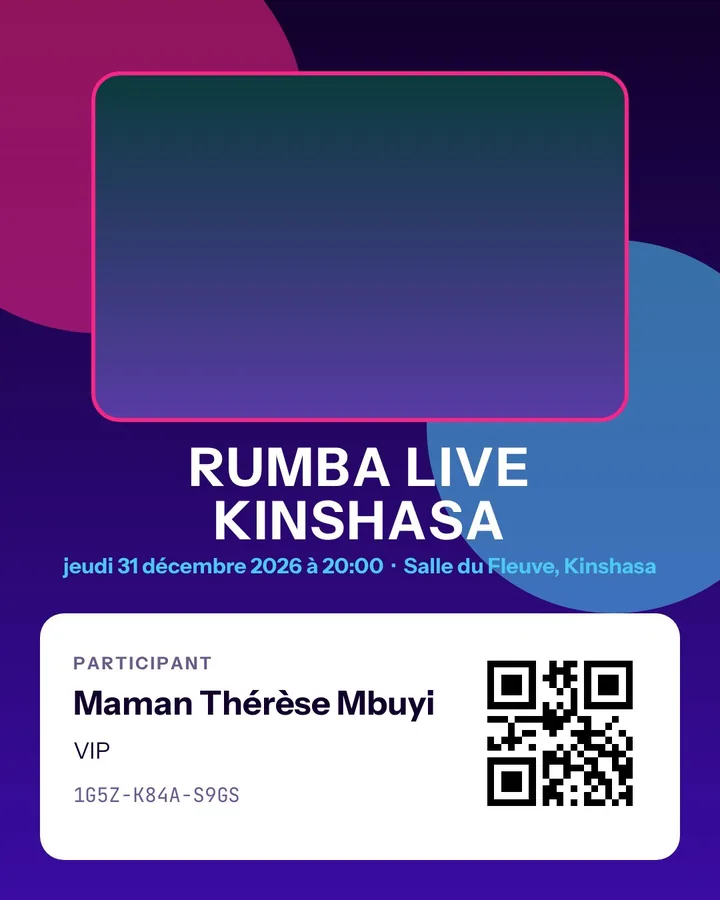 RUMBA LIVE
KINSHASA
jeudi 31 décembre 2026 à 20:00 · Salle du Fleuve, Kinshasa
PARTICIPANT
Maman Thérèse Mbuyi
VIP
1G5Z-K84A-S9GS